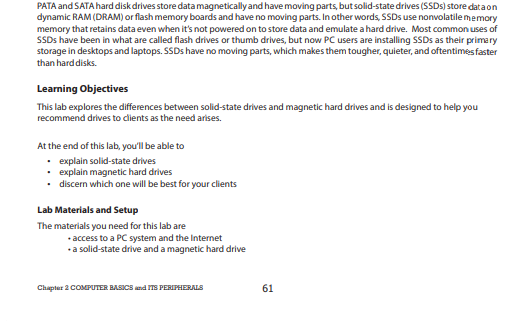 PATA and SATA hard disk drives store data magnetically and have moving parts, but solid-state drives (SSDs) store data on
dynamic RAM (DRAM) or flash memory boards and have no moving parts. In other words, SSDs use nonvolatile memory
memory that retains data even when it's not powered on to store data and emulate a hard drive. Most common uses of
SSDs have been in what are called flash drives or thumb drives, but now PC users are installing SSDs as their primary
storage in desktops and laptops. SSDs have no moving parts, which makes them tougher, quieter, and oftentimes faster
than hard disks.
Learning Objectives
This lab explores the differences between solid-state drives and magnetic hard drives and is designed to help you
recommend drives to clients as the need arises.
At the end of this lab, you'll be able to
• explain solid-state drives
• explain magnetic hard drives
• discern which one will be best for your clients
Lab Materials and Setup
The materials you need for this lab are
• access to a PC system and the Internet
• a solid-state drive and a magnetic hard drive
Chapter 2 COMPUTER BASICS and ITS PERIPHERALS 61